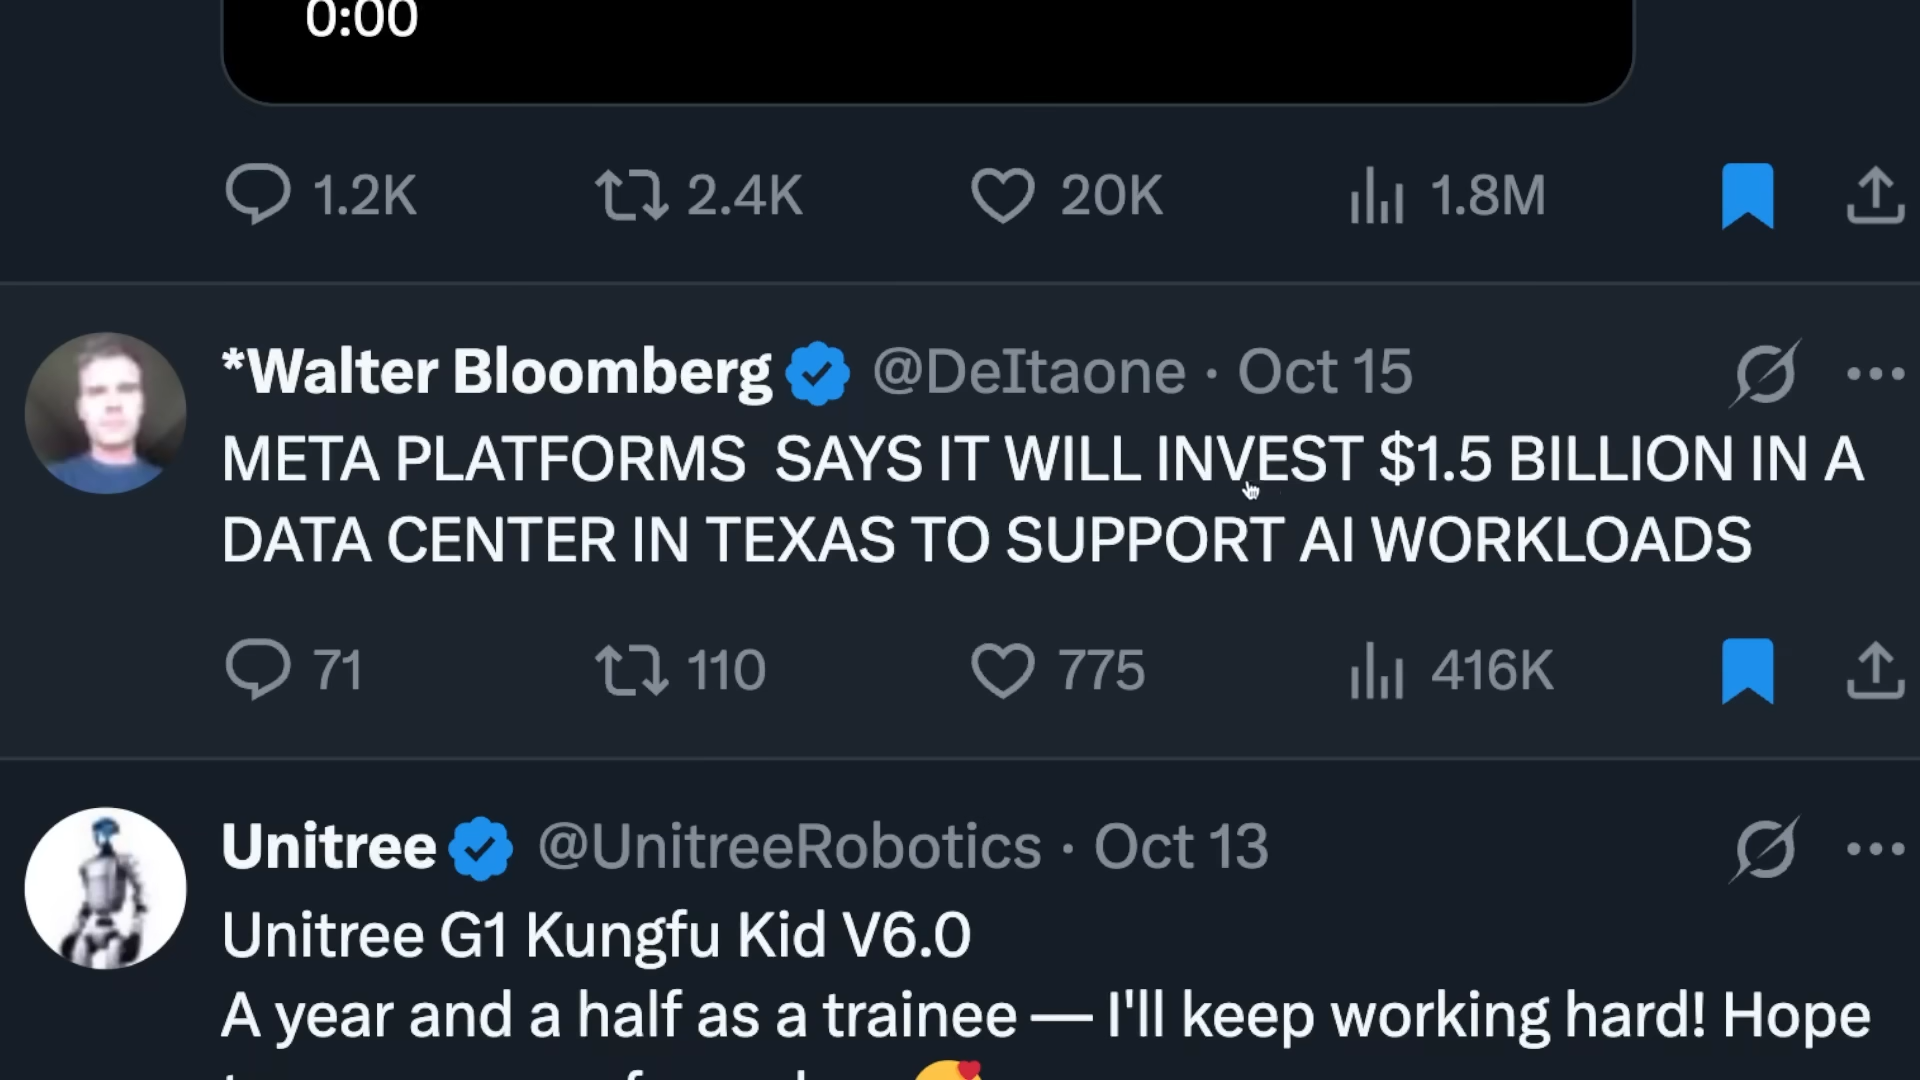 0:00
1.2K 2.4K 20K 1.8M
*Walter Bloomberg @DeItaone · Oct 15
META PLATFORMS  SAYS IT WILL INVEST $1.5 BILLION IN A
DATA CENTER IN TEXAS TO SUPPORT AI WORKLOADS
71 110 775 416K
Unitree @UnitreeRobotics · Oct 13
Unitree G1 Kungfu Kid V6.0
A year and a half as a trainee — I'll keep working hard! Hope